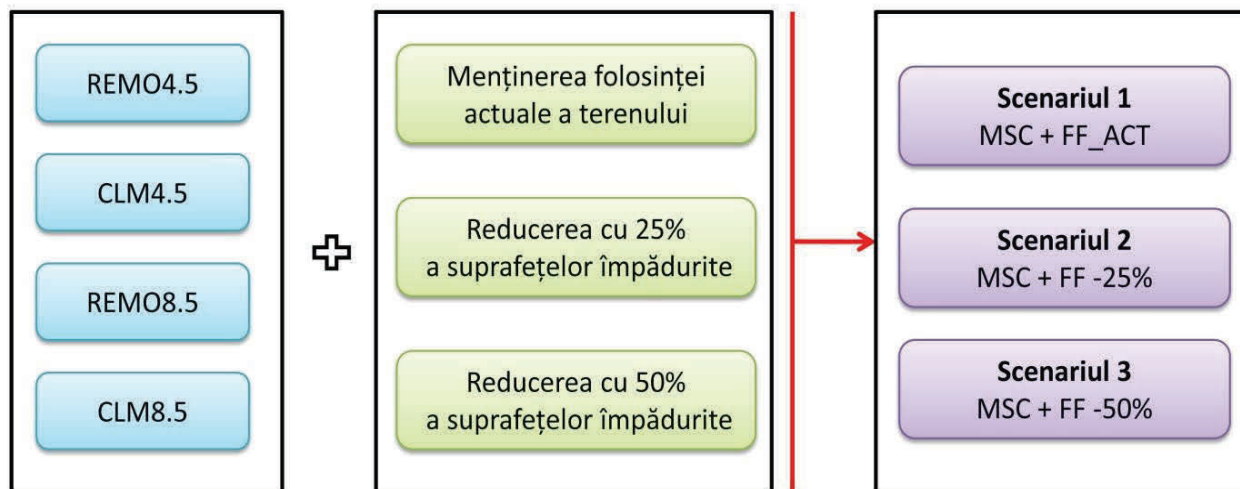 REMO4.5
CLM4.5
REMO8.5
CLM8.5
Menținerea folosinței
actuale a terenului
Reducerea cu 25%
a suprafețelor împădurite
Reducerea cu 50%
a suprafețelor împădurite
Scenariul 1
MSC + FF_ACT
Scenariul 2
MSC + FF -25%
Scenariul 3
MSC + FF -50%